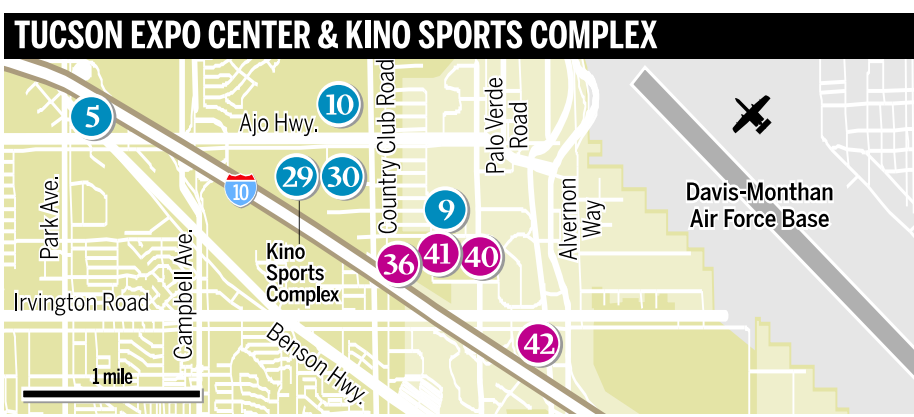 TUCSON EXPO CENTER & KINO SPORTS COMPLEX
5
10
Ajo Hwy.
Country Club Road
Palo Verde
Road
29
30
10
Park Ave.
Campbell Ave.
9
Alvernon
Way
Davis-Monthan
Air Force Base
Kino
Sports
Complex
36
41
40
Irvington Road
Benson Hwy.
42
1 mile